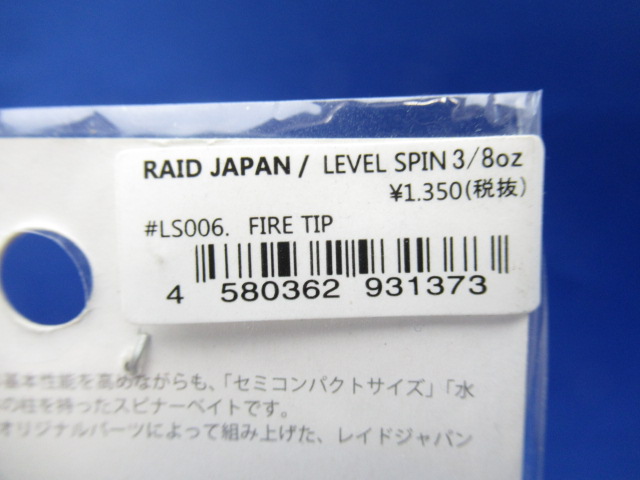 RAID JAPAN / LEVEL SPIN 3/8oz
¥1.350(税抜)
#LS006. FIRE TIP
4 580362 931373
基本性能を高めながらも、「セミコンパクトサイズ」「水
の柱を持ったスピナーベイトです。
オリジナルパーツによって組み上げた、レイドジャパン